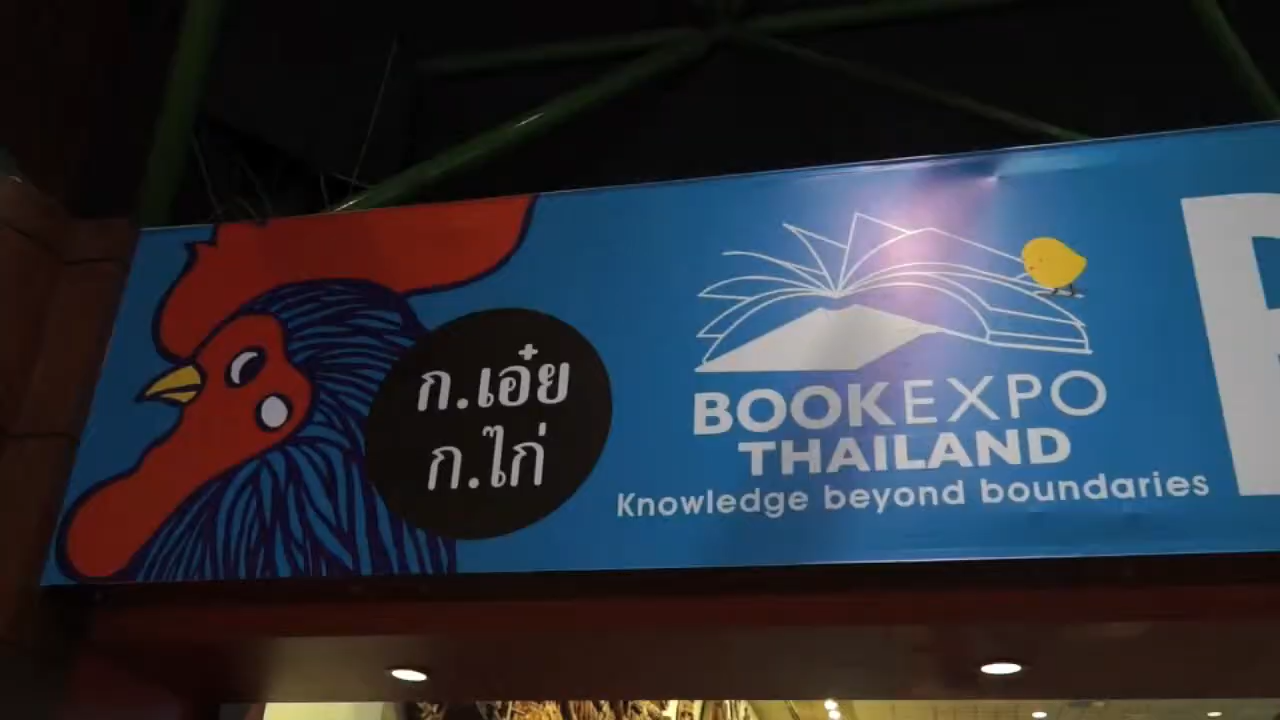 ก.เอ๋ย
ก.ไก่
BOOKEXPO
THAILAND
Knowledge beyond boundaries